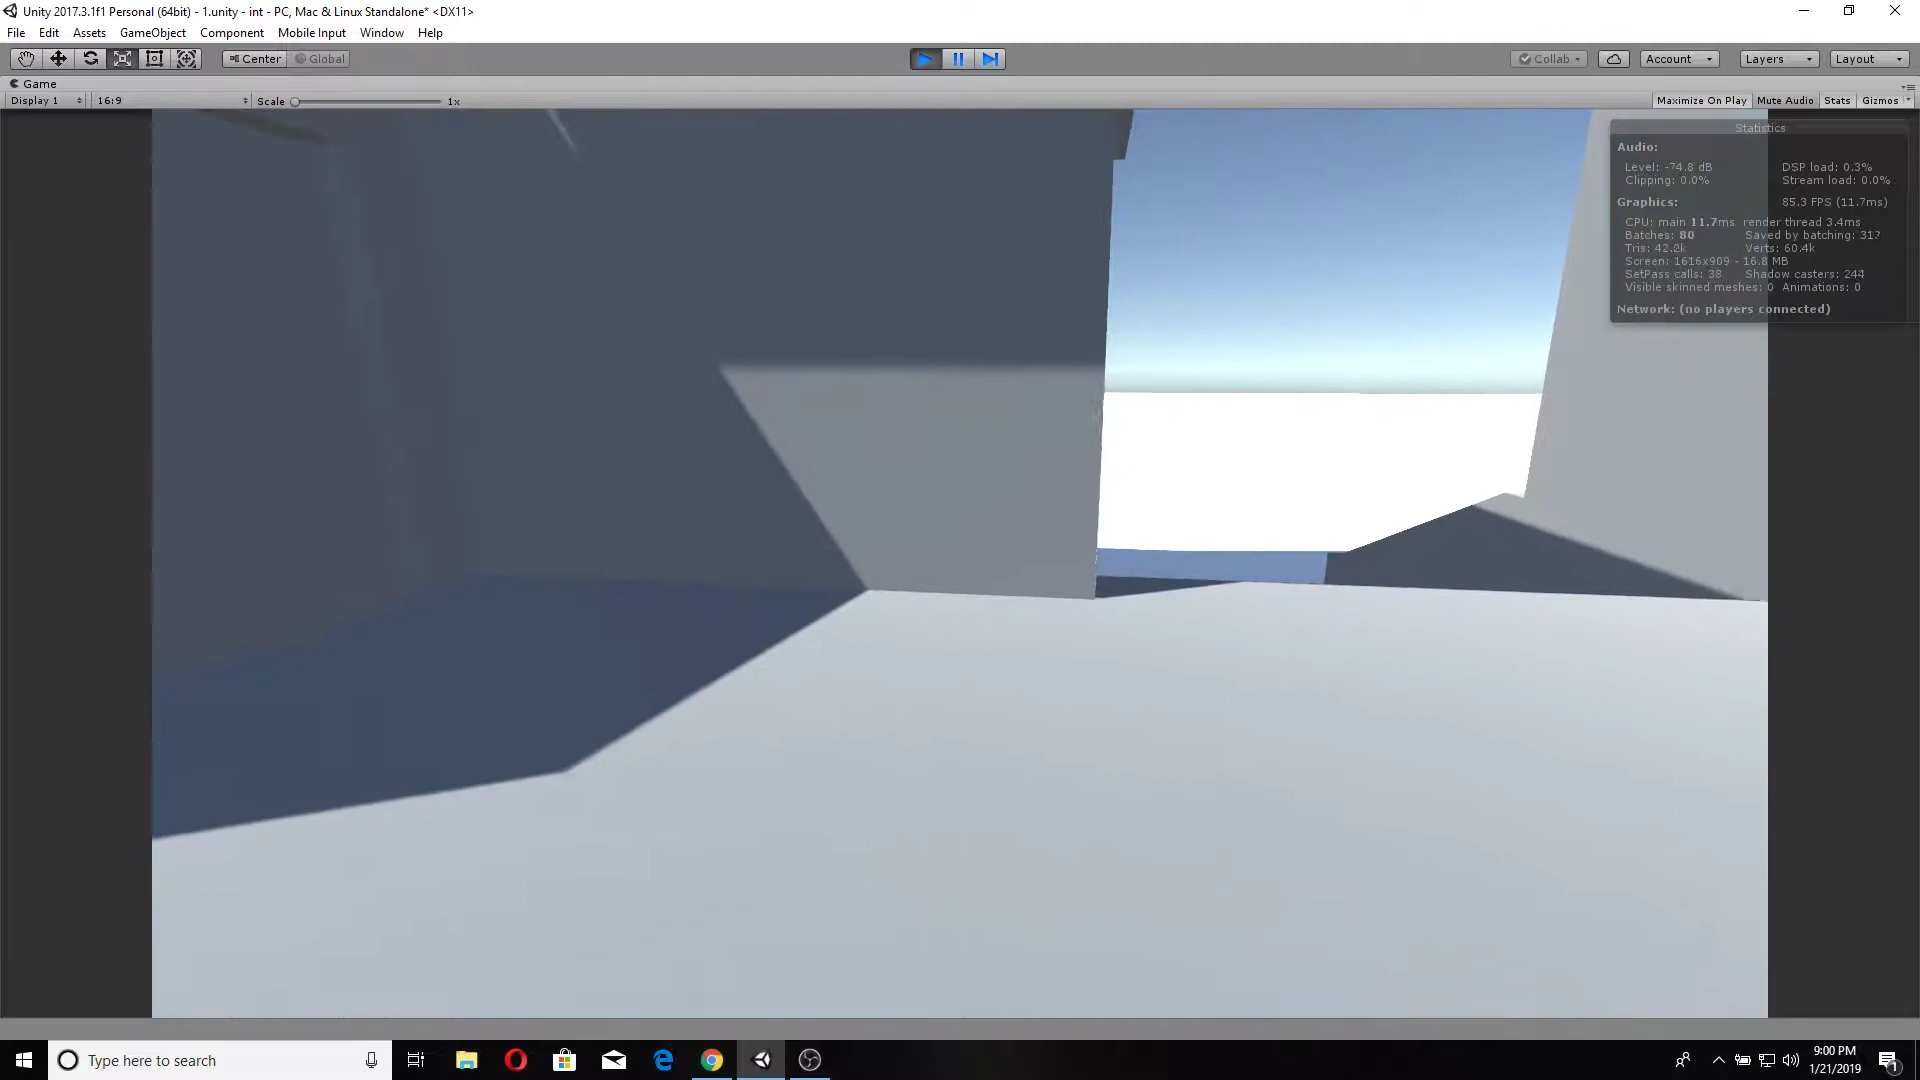 Unity 2017.3.1f1 Personal (64bit) - 1.unity - int - PC, Mac & Linux Standalone* <DX11>
File Edit Assets GameObject Component Mobile Input Window Help
Center Global Collab Account Layers Layout
Game
Display 1 16:9 Scale 1x Maximize On Play Mute Audio Stats Gizmos
Statistics
Audio:
Level: -74.8 dB DSP load: 0.3%
Clipping: 0.0% Stream load: 0.0%
Graphics: 85.3 FPS (11.7ms)
CPU: main 11.7ms render thread 3.4ms
Batches: 80 Saved by batching:
Tris: 42.2k Verts: 60.4k
Screen: 1616x909 - 16.8 MB
SetPass calls: 38 Shadow casters: 244
Visible skinned meshes: 0 Animations: 0
Network: (no players connected)
Type here to search
9:00 PM
1/21/2019
1